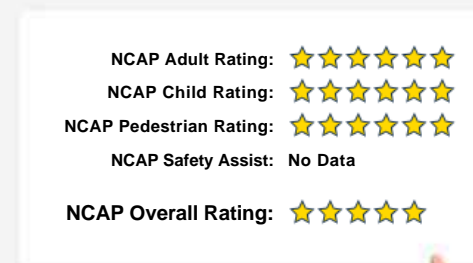 NCAP Adult Rating:
NCAP Child Rating:
NCAP Pedestrian Rating:
NCAP Safety Assist: No Data
NCAP Overall Rating: